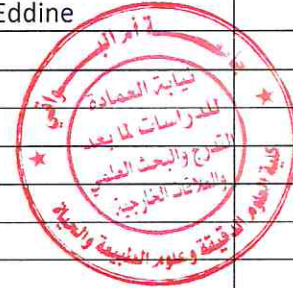 Eddine
جامعة أم البواقي
نيابة العمادة
للدراسات لما بعد
التدرج والبحث العلمي
والعلاقات الخارجية.
كلية العلوم الدقيقة وعلوم الطبيعة والحياة